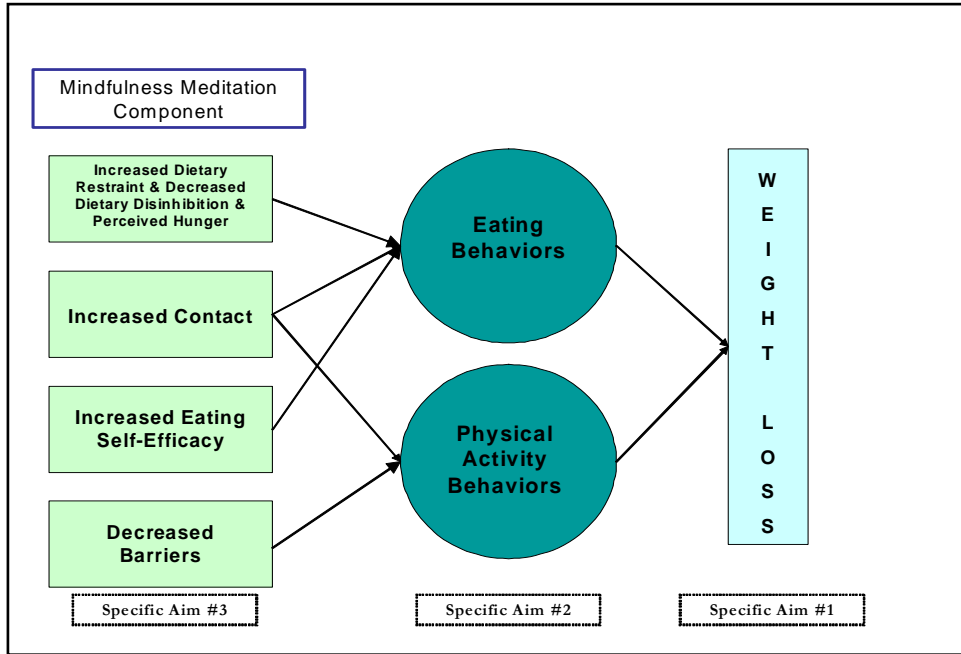 Mindfulness Meditation
Component
Increased Dietary
Restraint & Decreased
Dietary Disinhibition &
Perceived Hunger
Increased Contact
Increased Eating
Self-Efficacy
Decreased
Barriers
Specific Aim #3
Eating
Behaviors
Physical
Activity
Behaviors
Specific Aim #2
W
E
I
G
H
T
L
O
S
S
Specific Aim #1